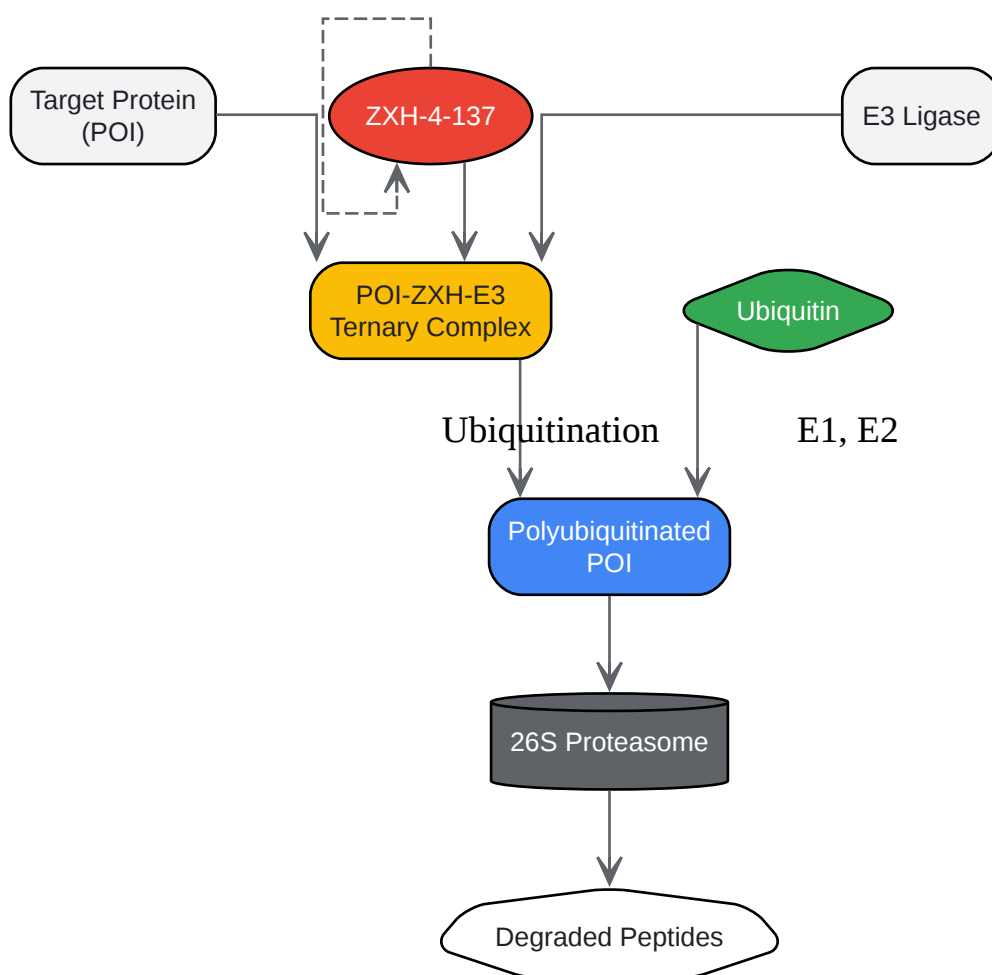 Target Protein
(POI)
ZXH-4-137
E3 Ligase
POI-ZXH-E3
Ternary Complex
Ubiquitin
Ubiquitination
E1, E2
Polyubiquitinated
POI
26S Proteasome
Degraded Peptides